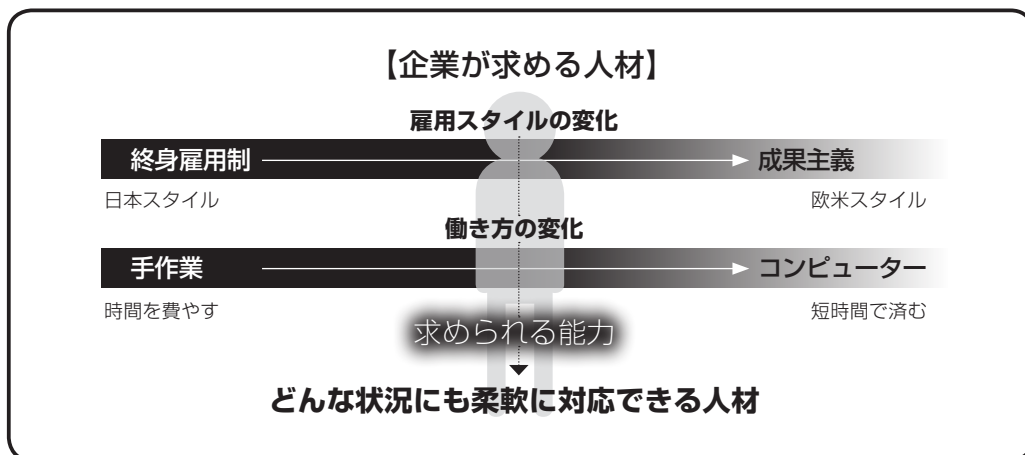 【企業が求める人材】
雇用スタイルの変化
終身雇用制 成果主義
日本スタイル 欧米スタイル
働き方の変化
手作業 コンピューター
時間を費やす 短時間で済む
求められる能力
どんな状況にも柔軟に対応できる人材